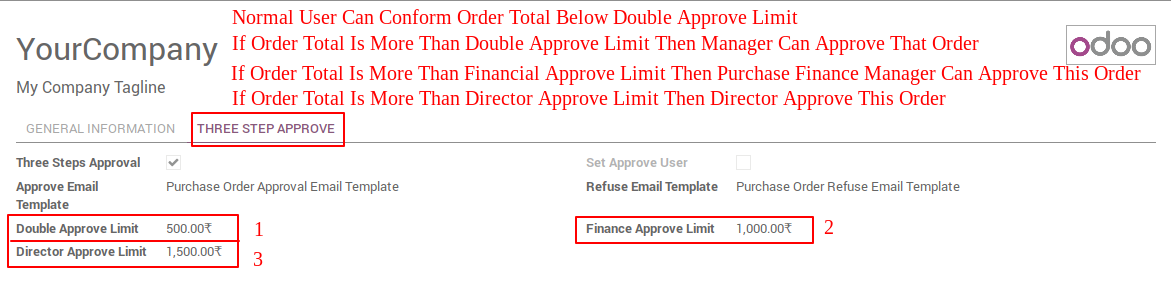 Normal User Can Conform Order Total Below Double Approve Limit
If Order Total Is More Than Double Approve Limit Then Manager Can Approve That Order
YourCompany
odoo
If Order Total Is More Than Financial Approve Limit Then Purchase Finance Manager Can Approve This Order
My Company Tagline
If Order Total Is More Than Director Approve Limit Then Director Approve This Order
GENERAL INFORMATION THREE STEP APPROVE
Three Steps Approval Set Approve User
Approve Email Purchase Order Approval Email Template Refuse Email Template Purchase Order Refuse Email Template
Template
Double Approve Limit 500.00₹ 1 Finance Approve Limit 1,000.00₹ 2
Director Approve Limit 1,500.00₹ 3